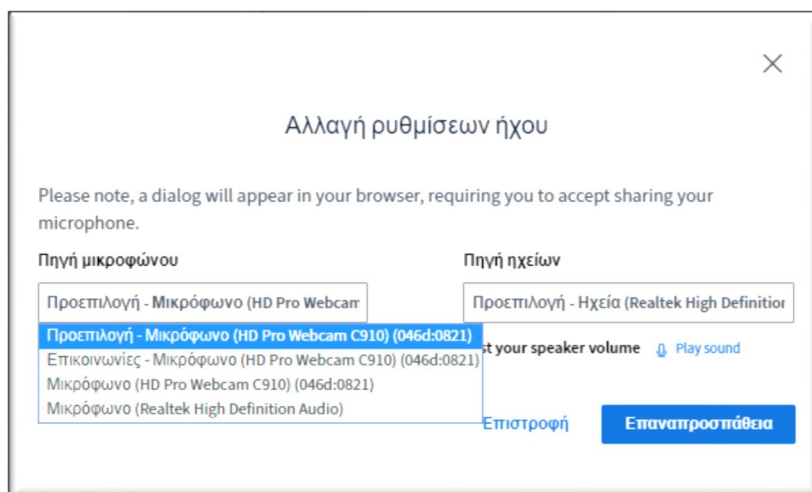 Αλλαγή ρυθμίσεων ήχου
Please note, a dialog will appear in your browser, requiring you to accept sharing your
microphone.
Πηγή μικροφώνου
Πηγή ηχείων
Προεπιλογή - Μικρόφωνο (HD Pro Webcam
Προεπιλογή - Ηχεία (Realtek High Definition
Προεπιλογή - Μικρόφωνο (HD Pro Webcam C910) (046d:0821)
Επικοινωνίες - Μικρόφωνο (HD Pro Webcam C910) (046d:0821)
Μικρόφωνο (HD Pro Webcam C910) (046d:0821)
Μικρόφωνο (Realtek High Definition Audio)
st your speaker volume Play sound
Επιστροφή
Επαναπροσπάθεια